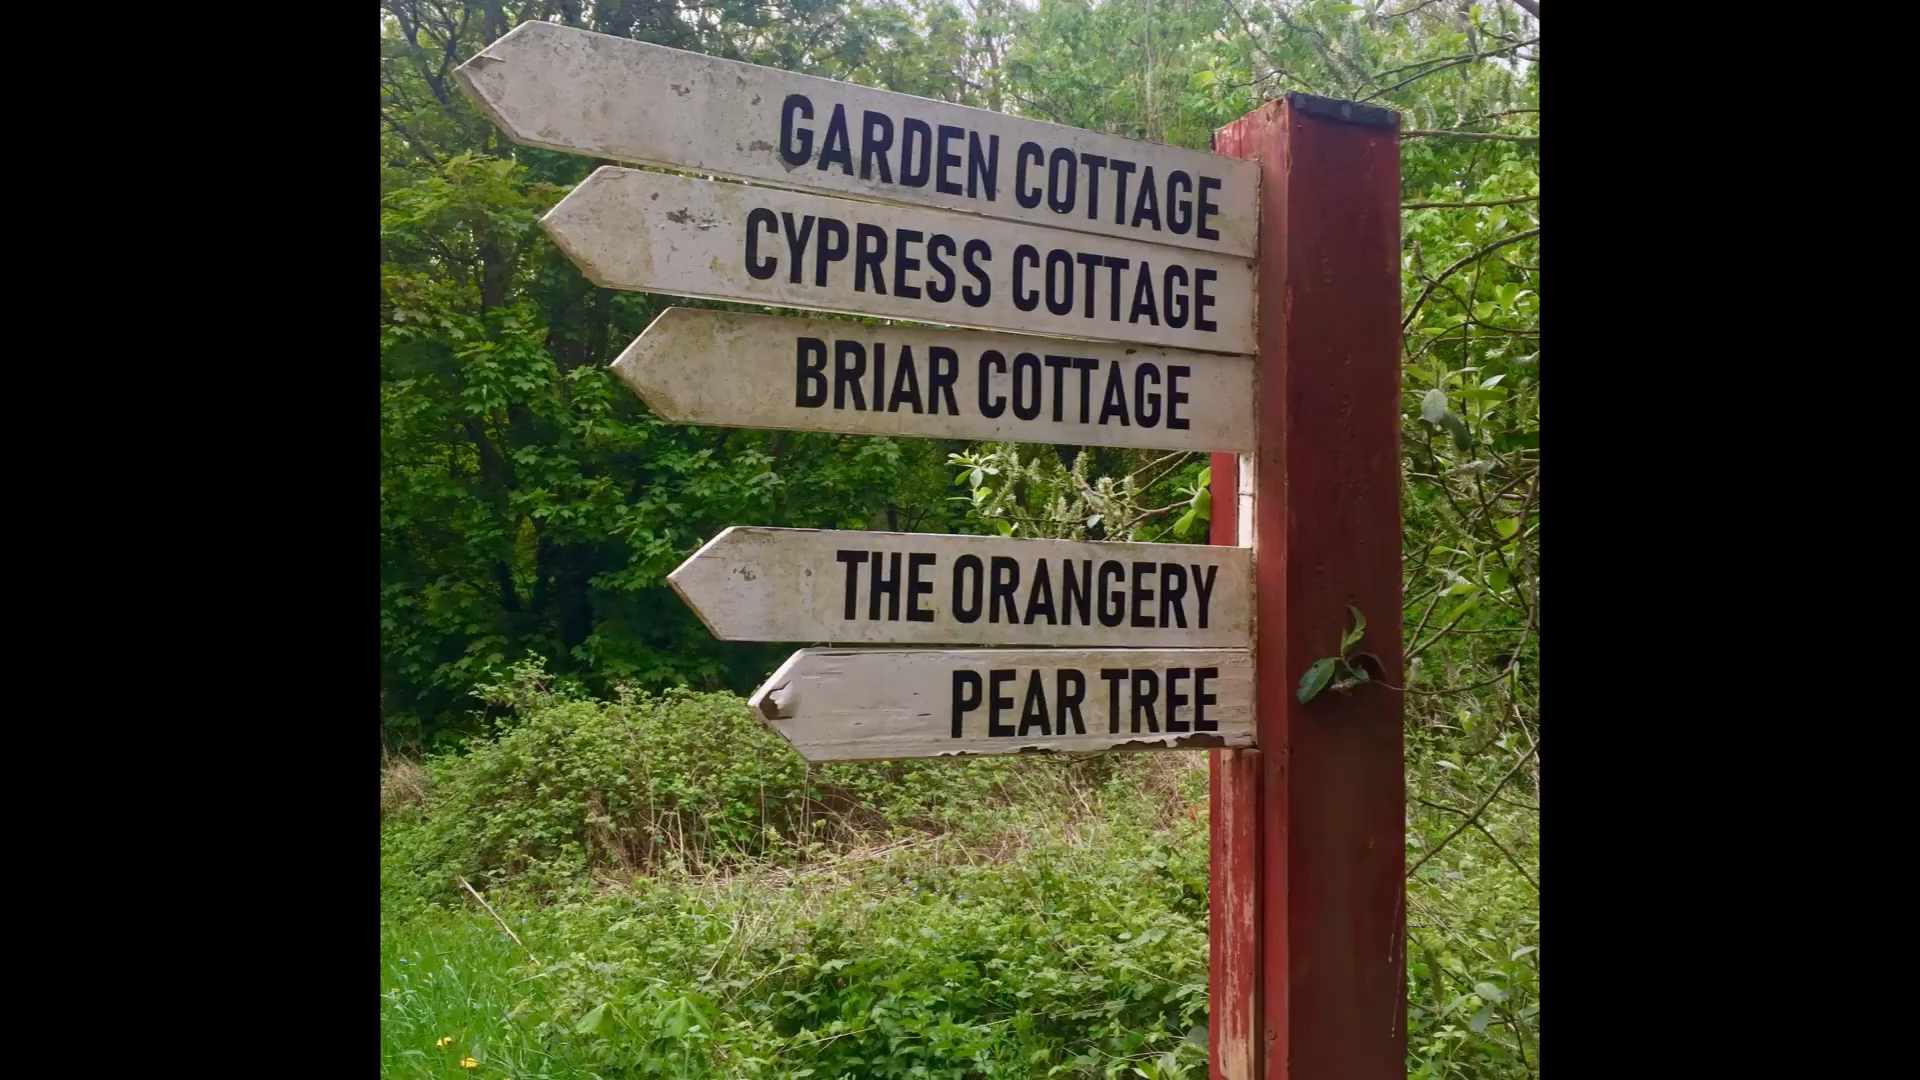 GARDEN COTTAGE
CYPRESS COTTAGE
BRIAR COTTAGE
THE ORANGERY
PEAR TREE